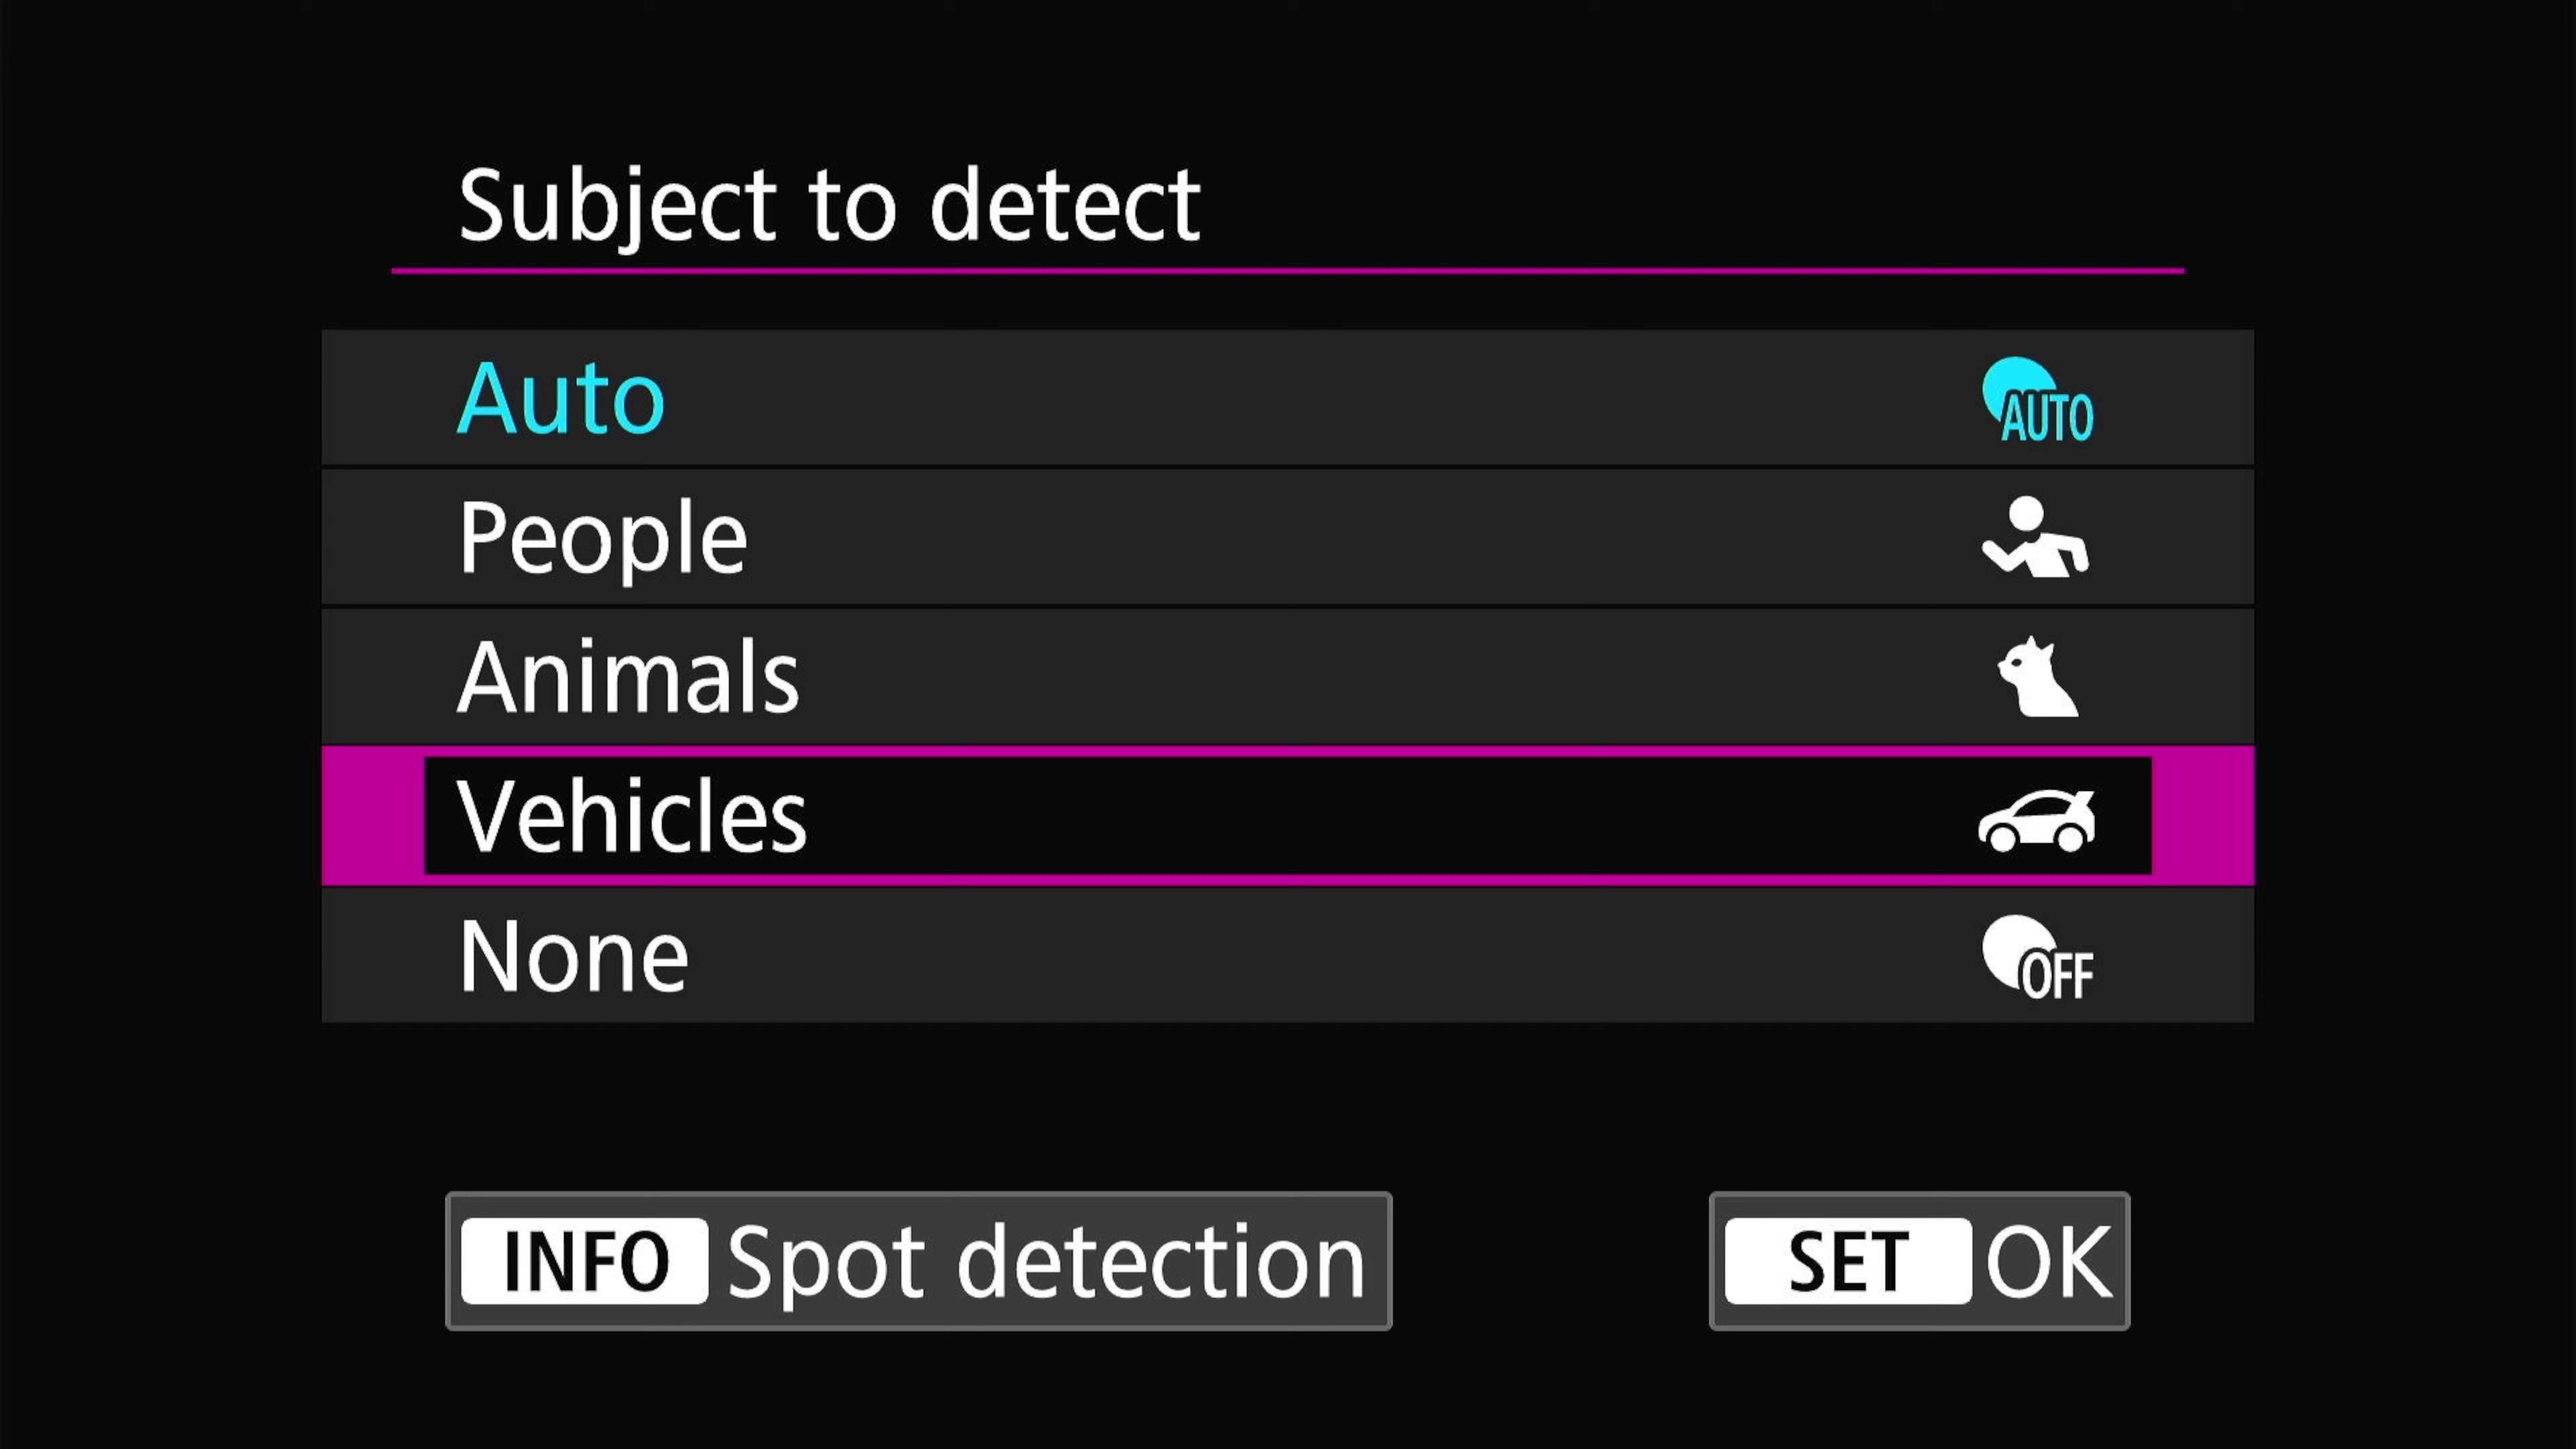 Subject to detect
Auto AUTO
People
Animals
Vehicles
None OFF
INFO Spot detection SET OK